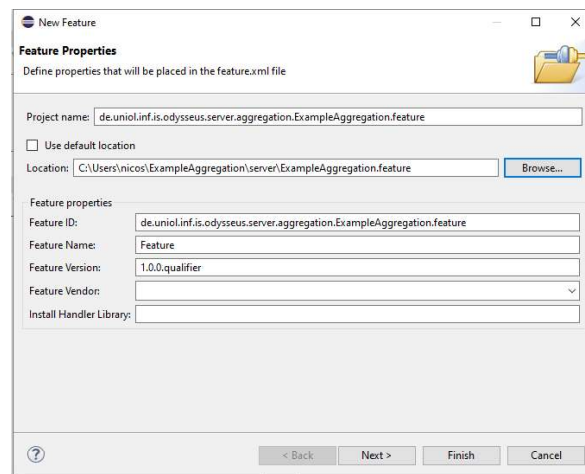 New Feature
Feature Properties
Define properties that will be placed in the feature.xml file
Project name: de.uniol.inf.is.odysseus.server.aggregation.ExampleAggregation.feature
Use default location
Location: C:\Users\nicos\ExampleAggregation\server\ExampleAggregation.feature Browse...
Feature properties
Feature ID: de.uniol.inf.is.odysseus.server.aggregation.ExampleAggregation.feature
Feature Name: Feature
Feature Version: 1.0.0.qualifier
Feature Vendor:
Install Handler Library:
? < Back Next > Finish Cancel